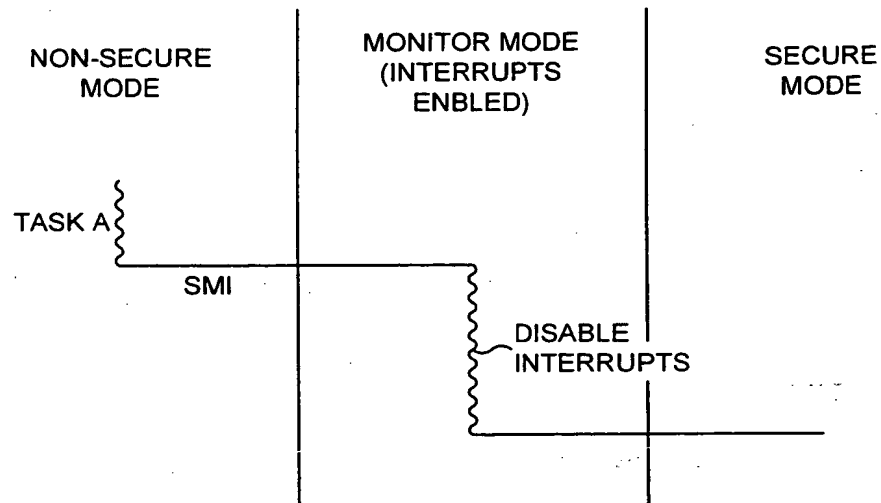 NON-SECURE
MODE
MONITOR MODE
(INTERRUPTS
ENBLED)
SECURE
MODE
TASK A
SMI
DISABLE
INTERRUPTS